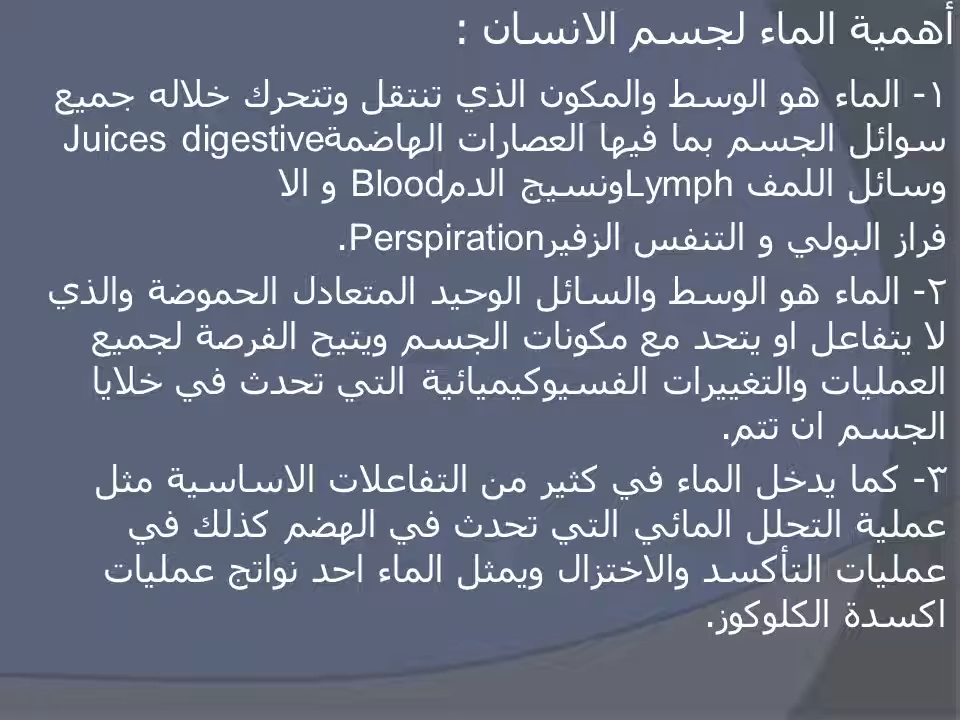 أهمية الماء لجسم الانسان :
١- الماء هو الوسط والمكون الذي تنتقل وتتحرك خلاله جميع
سوائل الجسم بما فيها العصارات الهاضمةJuices digestive
وسائل اللمف Lymphونسيج الدمBlood و الا
فراز البولي و التنفس الزفيرPerspiration.
٢- الماء هو الوسط والسائل الوحيد المتعادل الحموضة والذي
لا يتفاعل او يتحد مع مكونات الجسم ويتيح الفرصة لجميع
العمليات والتغييرات الفسيوكيميائية التي تحدث في خلايا
الجسم ان تتم.
٣- كما يدخل الماء في كثير من التفاعلات الاساسية مثل
عملية التحلل المائي التي تحدث في الهضم كذلك في
عمليات التأكسد والاختزال ويمثل الماء احد نواتج عمليات
اكسدة الكلوكوز.